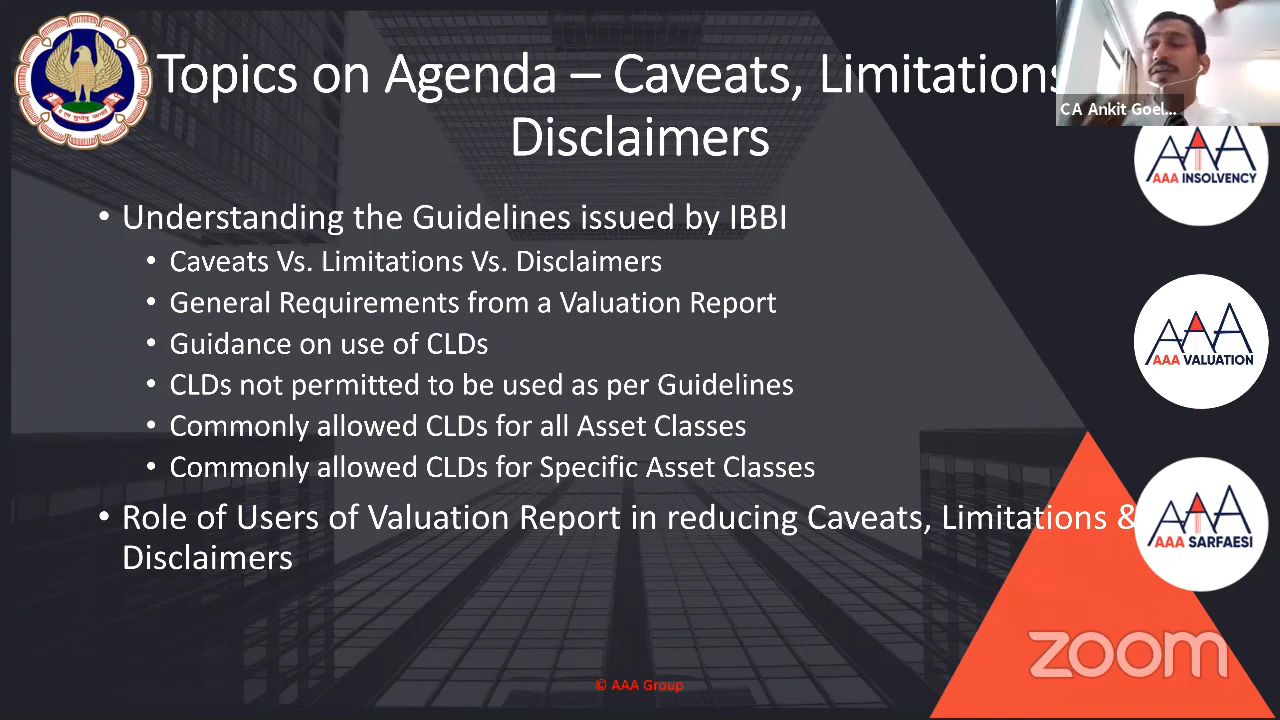 Topics on Agenda – Caveats, Limitations
Disclaimers
CA Ankit Goel...
• Understanding the Guidelines issued by IBBI
• Caveats Vs. Limitations Vs. Disclaimers
• General Requirements from a Valuation Report
• Guidance on use of CLDs
• CLDs not permitted to be used as per Guidelines
• Commonly allowed CLDs for all Asset Classes
• Commonly allowed CLDs for Specific Asset Classes
• Role of Users of Valuation Report in reducing Caveats, Limitations &
Disclaimers
AAA
AAA INSOLVENCY
AAA
AAA VALUATION
AAA
AAA SARFAESI
zoom
© AAA Group